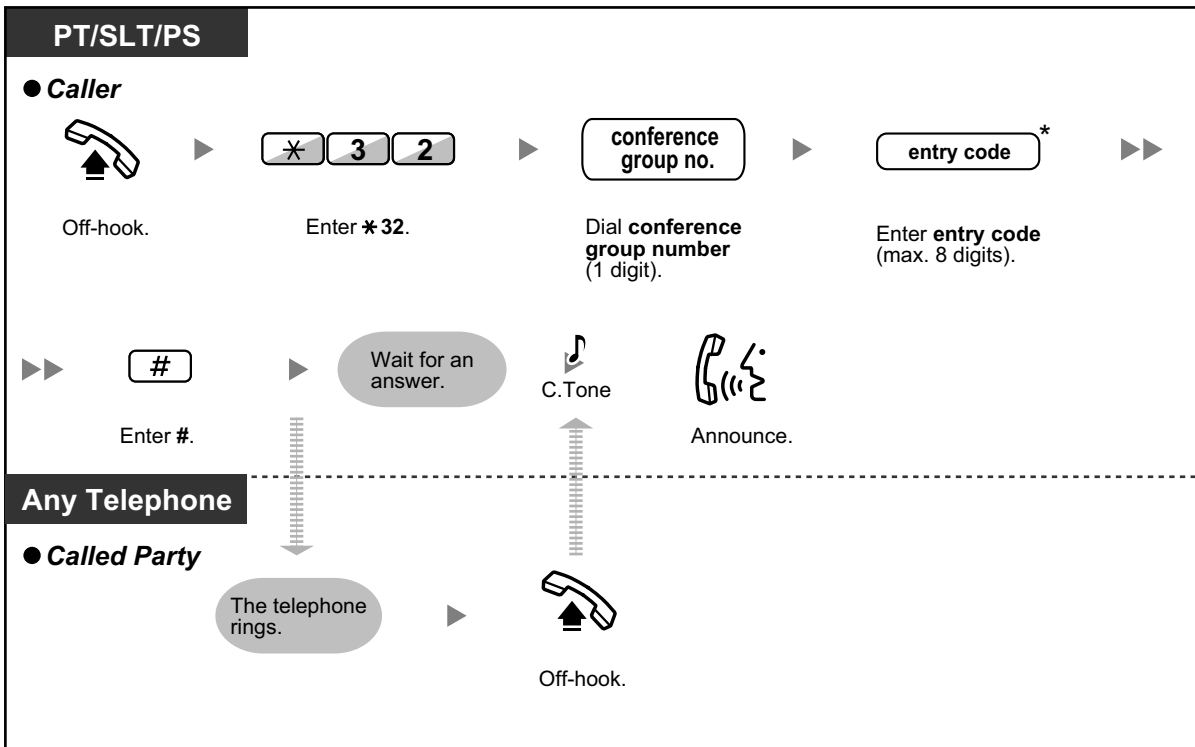 PT/SLT/PS
● Caller
✳ 3 2
conference
group no.
entry code*
Off-hook.
Enter ✳32.
Dial conference
group number
(1 digit).
Enter entry code
(max. 8 digits).
#
Wait for an
answer.
C.Tone
Enter #.
Announce.
Any Telephone
● Called Party
The telephone
rings.
Off-hook.